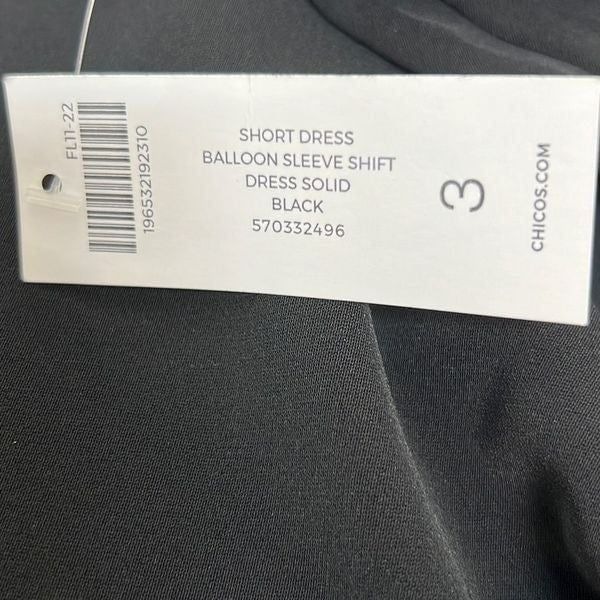 FL11-22
196532192310
SHORT DRESS
BALLOON SLEEVE SHIFT
DRESS SOLID
BLACK
570332496
3
CHICOS.COM